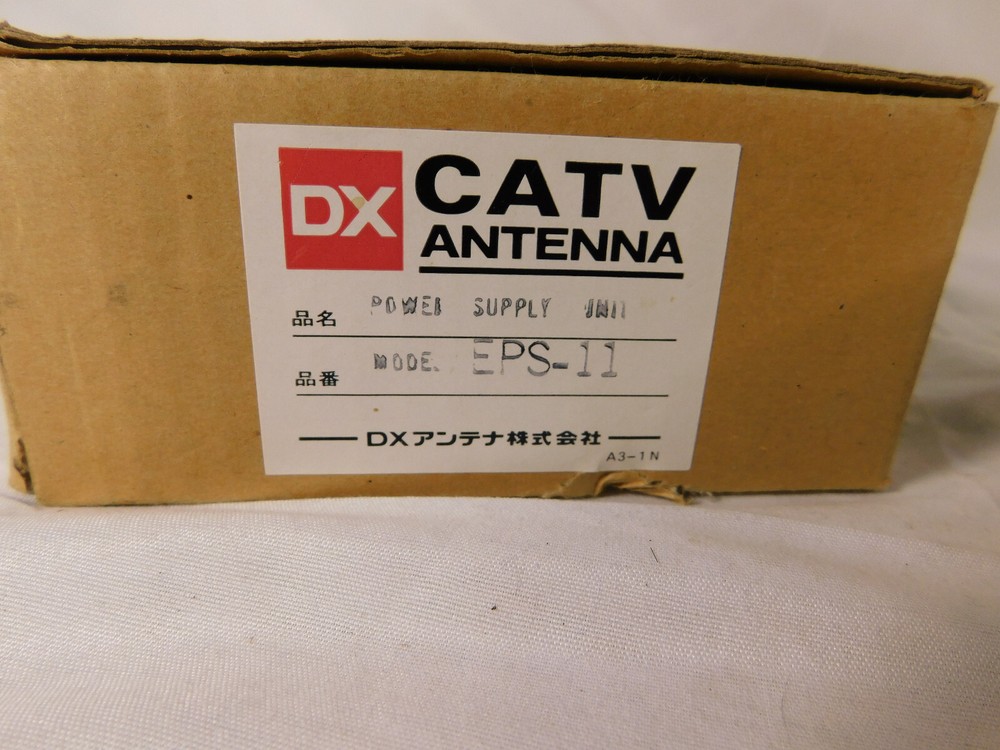 DX CATV
ANTENNA
品名 POWER SUPPLY UNIT
品番 MODEL EPS-11
DXアンテナ株式会社
A3-1N